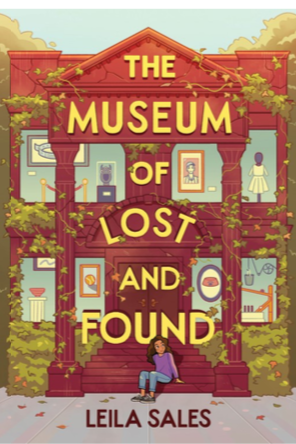 THE
MUSEUM
OF
LOST
AND
FOUND
LEILA SALES